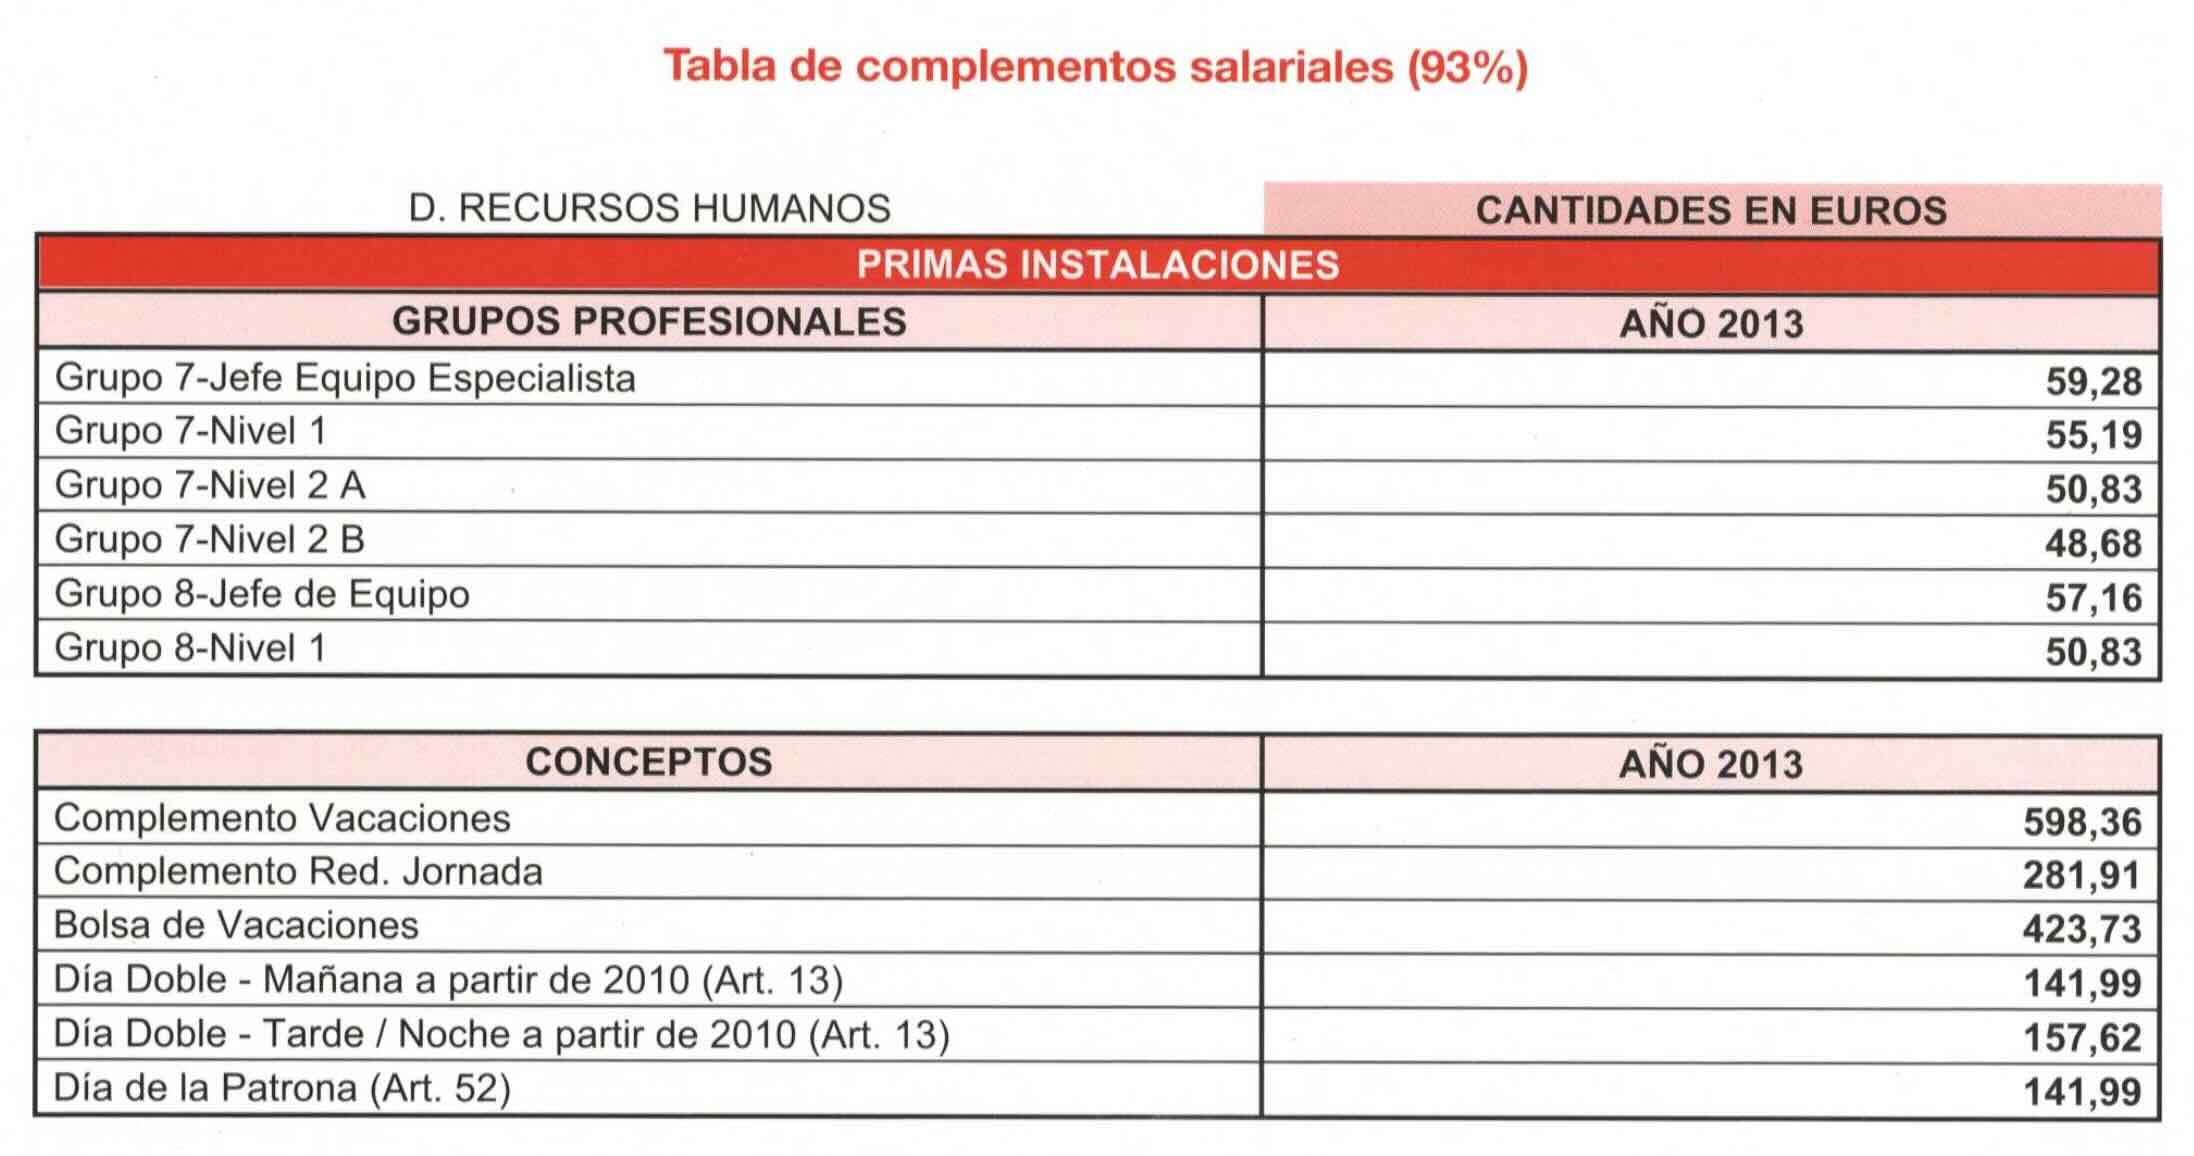 Tabla de complementos salariales (93%)
D. RECURSOS HUMANOS CANTIDADES EN EUROS
PRIMAS INSTALACIONES
GRUPOS PROFESIONALES AÑO 2013
Grupo 7-Jefe Equipo Especialista 59,28
Grupo 7-Nivel 1 55,19
Grupo 7-Nivel 2 A 50,83
Grupo 7-Nivel 2 B 48,68
Grupo 8-Jefe de Equipo 57,16
Grupo 8-Nivel 1 50,83
CONCEPTOS AÑO 2013
Complemento Vacaciones 598,36
Complemento Red. Jornada 281,91
Bolsa de Vacaciones 423,73
Día Doble - Mañana a partir de 2010 (Art. 13) 141,99
Día Doble - Tarde / Noche a partir de 2010 (Art. 13) 157,62
Día de la Patrona (Art. 52) 141,99